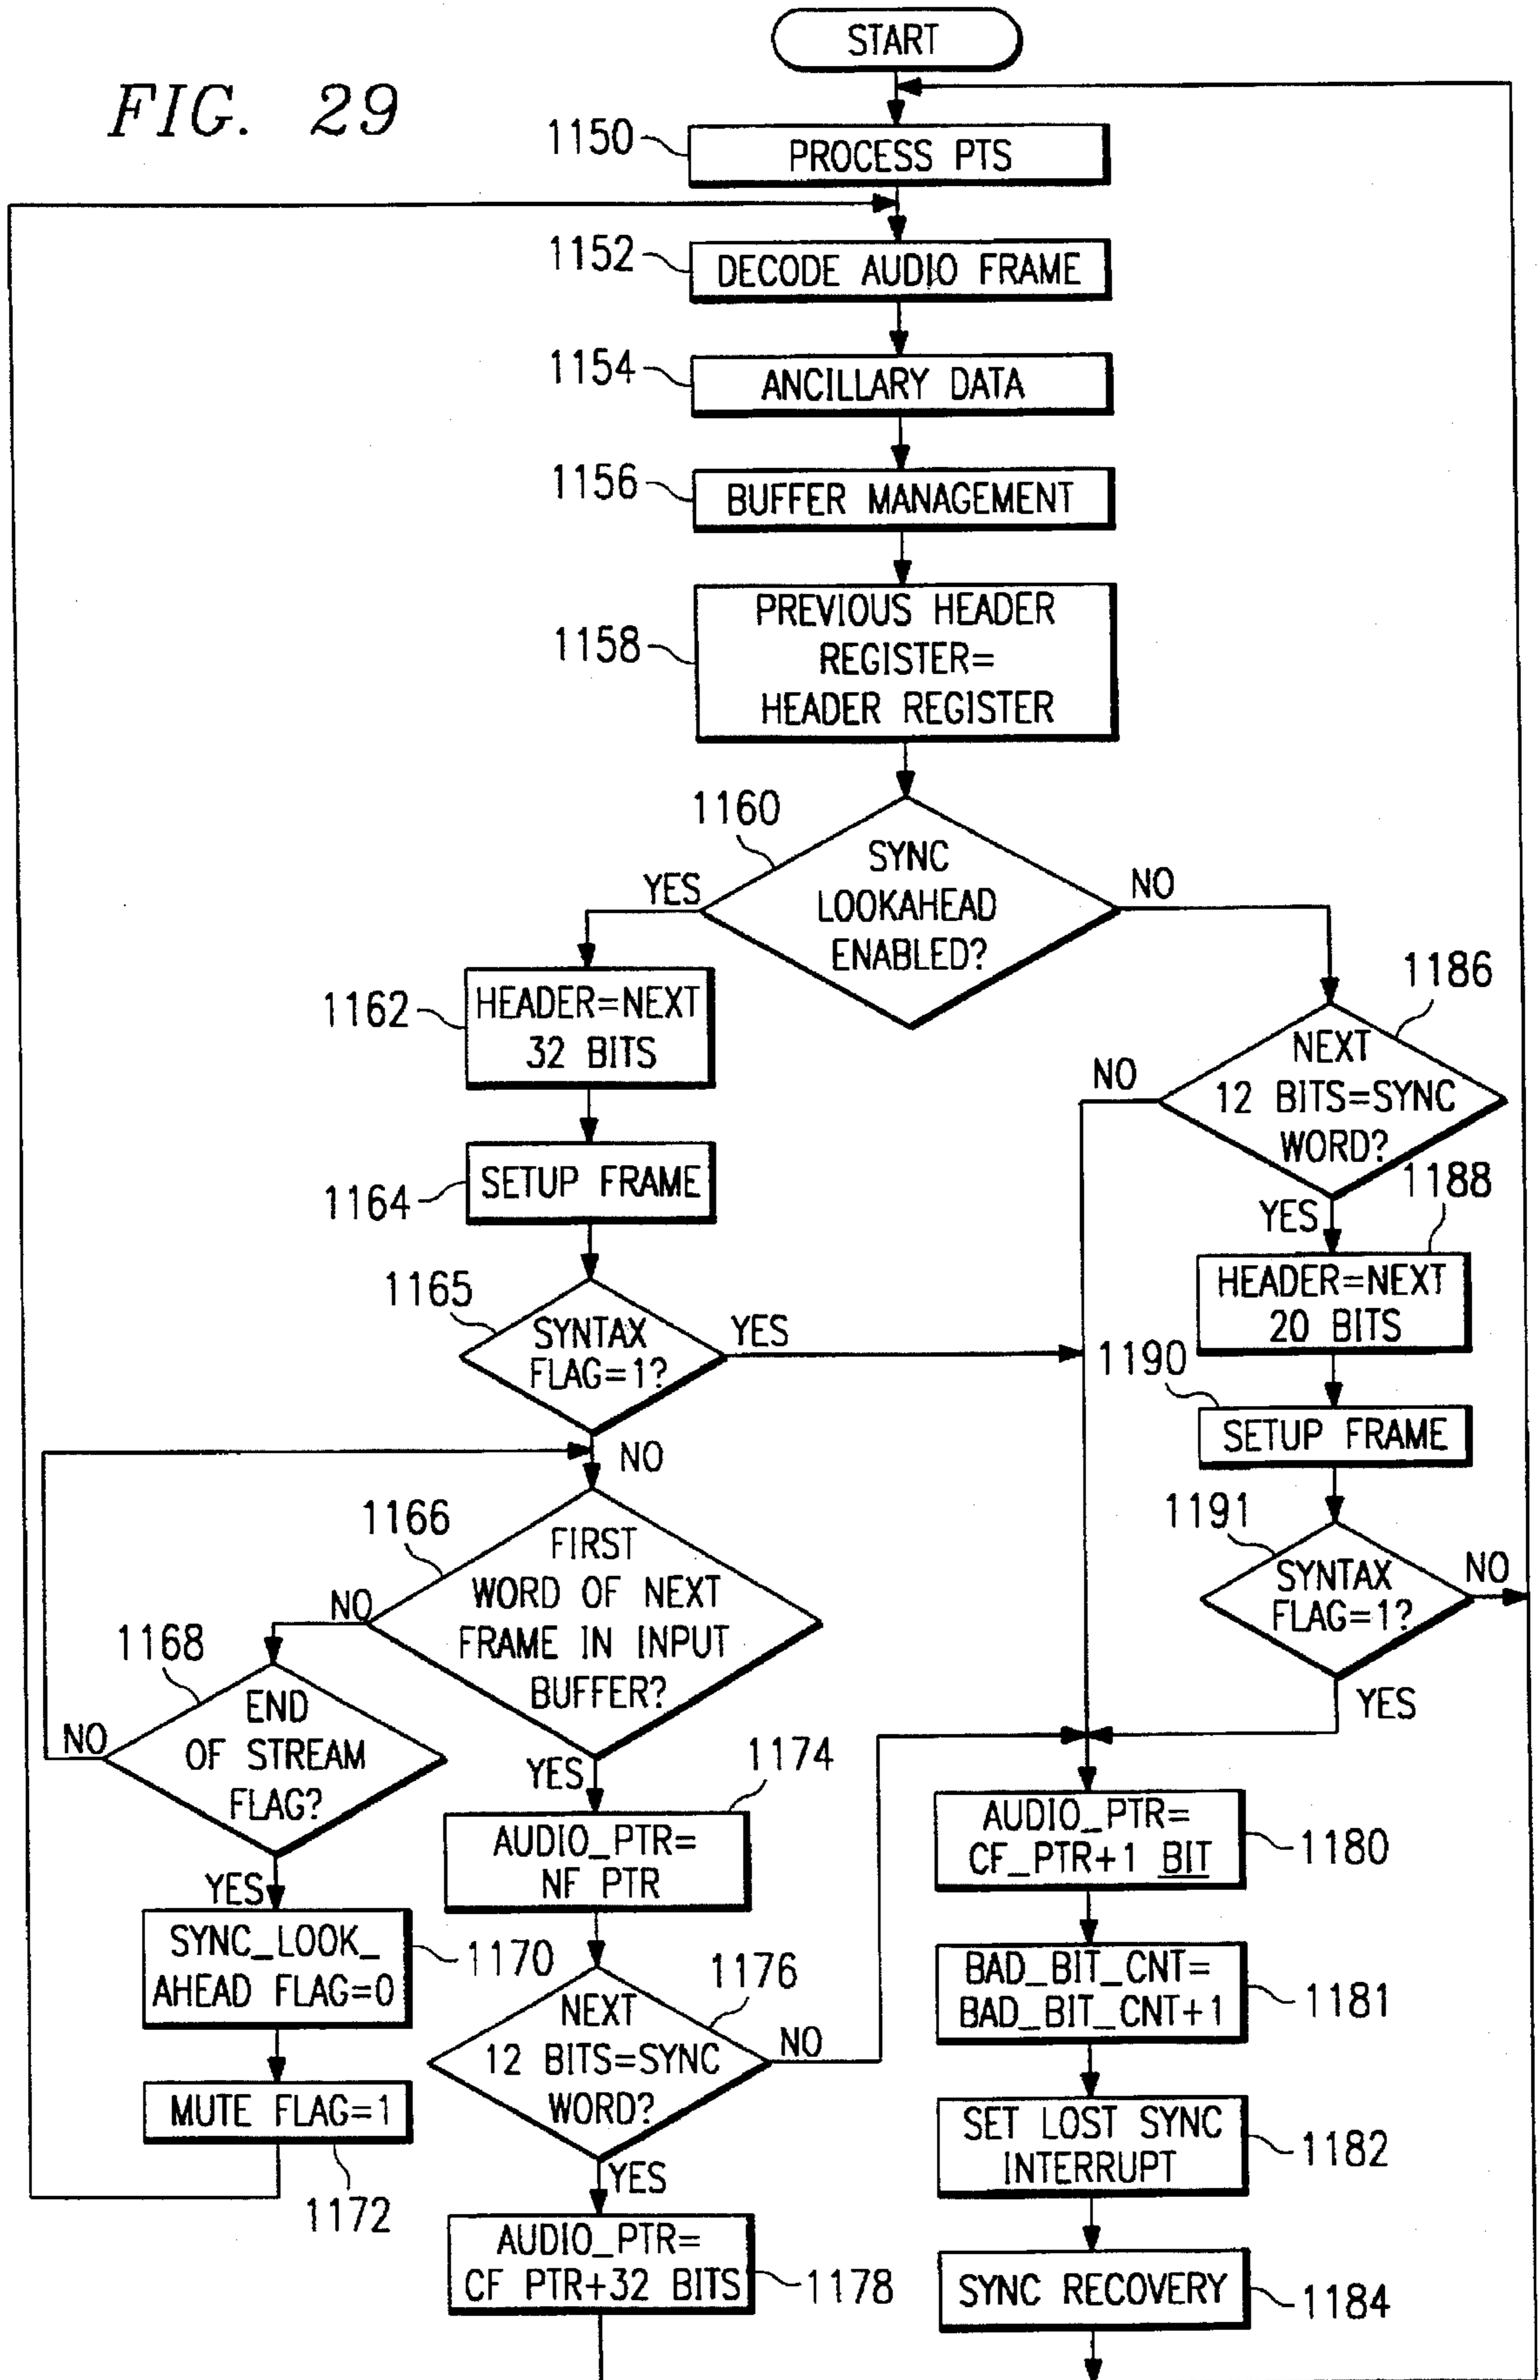 FIG. 29
START
1150
PROCESS PTS
1152
DECODE AUDIO FRAME
1154
ANCILLARY DATA
1156
BUFFER MANAGEMENT
1158
PREVIOUS HEADER
REGISTER=
HEADER REGISTER
1160
SYNC
LOOKAHEAD
ENABLED?
YES
NO
1162
HEADER=NEXT
32 BITS
1164
SETUP FRAME
1165
SYNTAX
FLAG=1?
YES
NO
1186
NEXT
12 BITS=SYNC
WORD?
NO
YES
1188
HEADER=NEXT
20 BITS
1190
SETUP FRAME
1191
SYNTAX
FLAG=1?
NO
YES
1166
FIRST
WORD OF NEXT
FRAME IN INPUT
BUFFER?
NO
YES
1168
END
OF STREAM
FLAG?
NO
YES
SYNC_LOOK_
AHEAD FLAG=0
1170
MUTE FLAG=1
1172
1174
AUDIO_PTR=
NF PTR
1176
NEXT
12 BITS=SYNC
WORD?
NO
YES
AUDIO_PTR=
CF PTR+32 BITS
1178
AUDIO_PTR=
CF_PTR+1 BIT
1180
BAD_BIT_CNT=
BAD_BIT_CNT+1
1181
SET LOST SYNC
INTERRUPT
1182
SYNC RECOVERY
1184